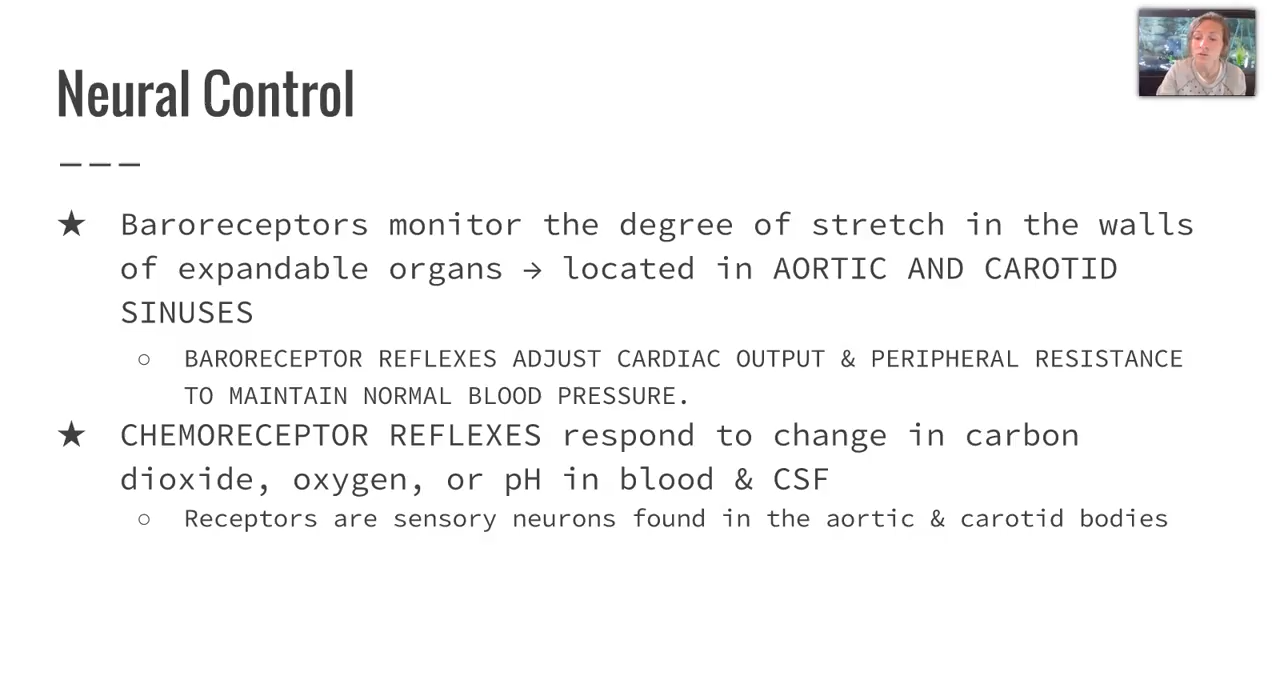 Neural Control
★ Baroreceptors monitor the degree of stretch in the walls
of expandable organs → located in AORTIC AND CAROTID
SINUSES
○ BARORECEPTOR REFLEXES ADJUST CARDIAC OUTPUT & PERIPHERAL RESISTANCE
TO MAINTAIN NORMAL BLOOD PRESSURE.
★ CHEMORECEPTOR REFLEXES respond to change in carbon
dioxide, oxygen, or pH in blood & CSF
○ Receptors are sensory neurons found in the aortic & carotid bodies